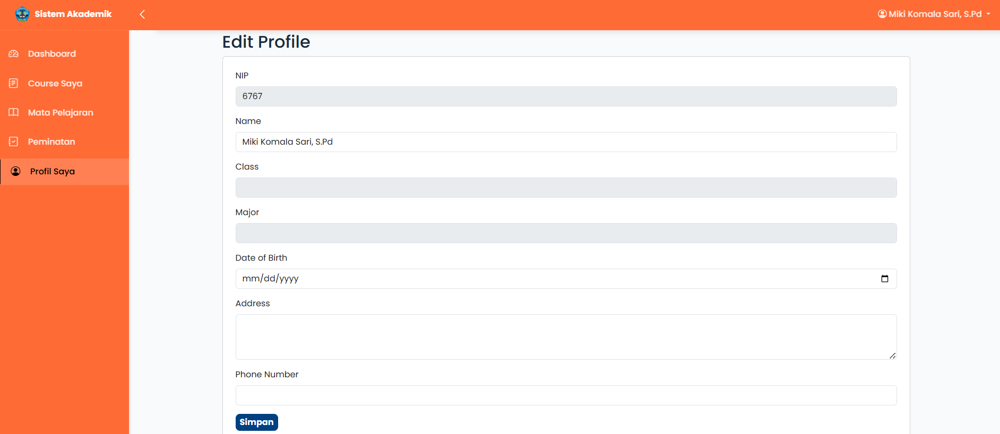 Sistem Akademik
Miki Komala Sari, S.Pd
Dashboard
Course Saya
Mata Pelajaran
Peminatan
Profil Saya
Edit Profile
NIP
6767
Name
Miki Komala Sari, S.Pd
Class
Major
Date of Birth
mm/dd/yyyy
Address
Phone Number
Simpan